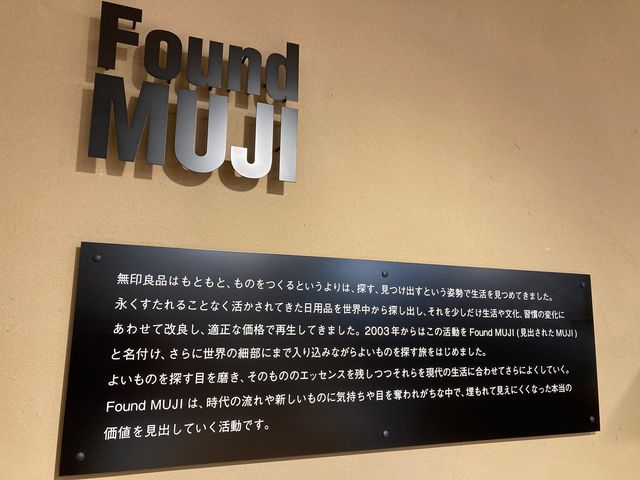 Found
MUJI
無印良品はもともと、ものをつくるというよりは、探す、見つけ出すという姿勢で生活を見つめてきました。
永くすたれることなく活かされてきた日用品を世界中から探し出し、それを少しだけ生活や文化、習慣の変化に
あわせて改良し、適正な価格で再生してきました。2003年からはこの活動をFound MUJI(見出されたMUJI)
と名付け、さらに世界の細部にまで入り込みながらよいものを探す旅をはじめました。
よいものを探す目を磨き、そのもののエッセンスを残しつつそれらを現代の生活に合わせてさらによくしていく。
Found MUJIは、時代の流れや新しいものに気持ちや目を奪われがちな中で、埋もれて見えにくくなった本当の
価値を見出していく活動です。